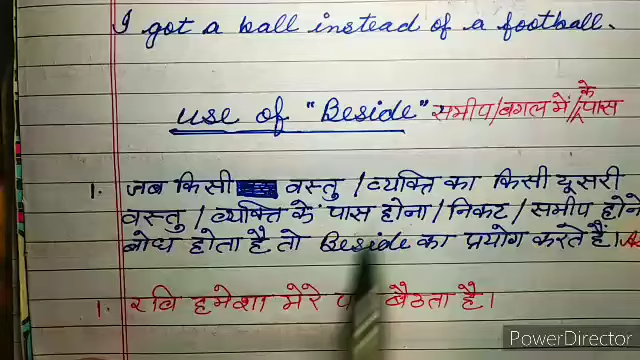 I got a ball instead of a football.
use of "Beside" समीप/बगल में/के पास
1. जब किसी वस्तु / व्यक्ति का किसी दूसरी
वस्तु / व्यक्ति के पास होना / निकट / समीप होने
बोध होता है तो Beside का प्रयोग करते हैं।
1. रवि हमेशा मेरे बैठता है।
PowerDirector